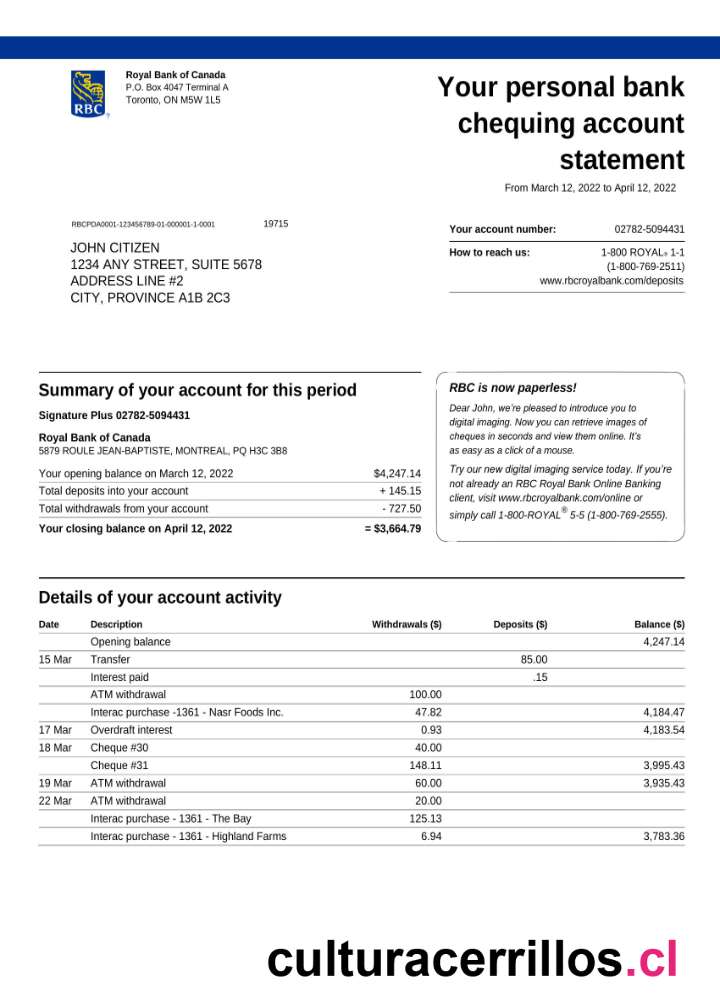 Royal Bank of Canada
P.O. Box 4047 Terminal A
Toronto, ON M5W 1L5
RBC
Your personal bank
chequing account
statement
From March 12, 2022 to April 12, 2022
RBCPDA0001-123456789-01-000001-1-0001 19715
JOHN CITIZEN
1234 ANY STREET, SUITE 5678
ADDRESS LINE #2
CITY, PROVINCE A1B 2C3
Your account number: 02782-5094431
How to reach us: 1-800 ROYAL® 1-1
(1-800-769-2511)
www.rbcroyalbank.com/deposits
Summary of your account for this period
Signature Plus 02782-5094431
Royal Bank of Canada
5879 ROULE JEAN-BAPTISTE, MONTREAL, PQ H3C 3B8
Your opening balance on March 12, 2022 $4,247.14
Total deposits into your account + 145.15
Total withdrawals from your account - 727.50
Your closing balance on April 12, 2022 = $3,664.79
RBC is now paperless!
Dear John, we're pleased to introduce you to
digital imaging. Now you can retrieve images of
cheques in seconds and view them online. It's
as easy as a click of a mouse.
Try our new digital imaging service today. If you're
not already an RBC Royal Bank Online Banking
client, visit www.rbcroyalbank.com/online or
simply call 1-800-ROYAL® 5-5 (1-800-769-2555).
Details of your account activity
Date Description Withdrawals ($) Deposits ($) Balance ($)
Opening balance 4,247.14
15 Mar Transfer 85.00
Interest paid .15
ATM withdrawal 100.00
Interac purchase -1361 - Nasr Foods Inc. 47.82 4,184.47
17 Mar Overdraft interest 0.93 4,183.54
18 Mar Cheque #30 40.00
Cheque #31 148.11 3,995.43
19 Mar ATM withdrawal 60.00 3,935.43
22 Mar ATM withdrawal 20.00
Interac purchase - 1361 - The Bay 125.13
Interac purchase - 1361 - Highland Farms 6.94 3,783.36
culturacerrillos.cl